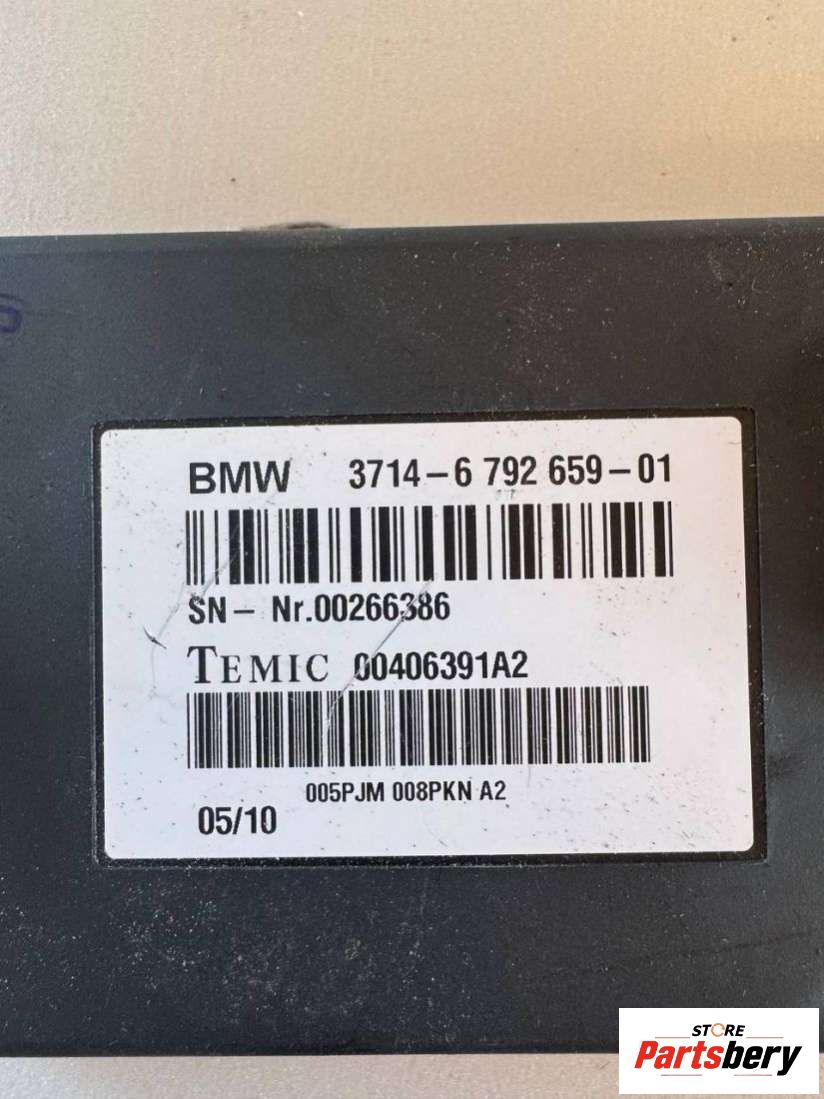 BMW 3714-6 792 659-01
SN- Nr.00266386
TEMIC 00406391A2
005PJM 008PKN A2
05/10
STORE
Partsbery